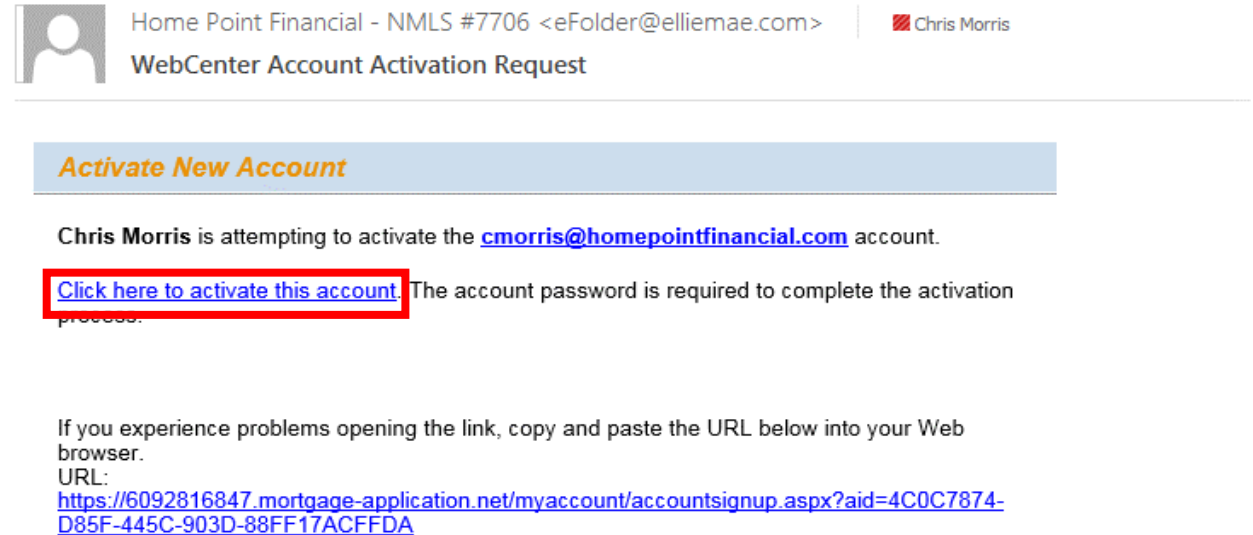 Home Point Financial - NMLS #7706 <eFolder@elliemae.com>
Chris Morris
WebCenter Account Activation Request
Activate New Account
Chris Morris is attempting to activate the cmorris@homepointfinancial.com account.
Click here to activate this account. The account password is required to complete the activation
process.
If you experience problems opening the link, copy and paste the URL below into your Web
browser.
URL:
https://6092816847.mortgage-application.net/myaccount/accountsignup.aspx?aid=4C0C7874-
D85F-445C-903D-88FF17ACFFDA